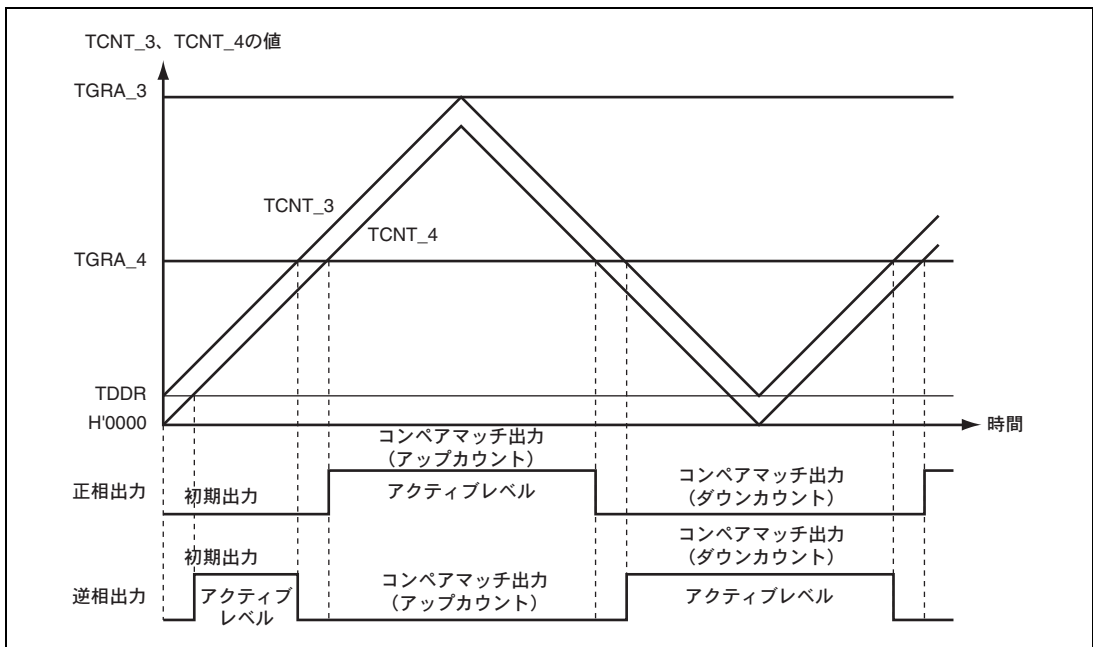 TCNT_3、TCNT_4の値
TGRA_3
TCNT_3
TCNT_4
TGRA_4
TDDR
H'0000
時間
コンペアマッチ出力
（アップカウント）
正相出力
初期出力
アクティブレベル
コンペアマッチ出力
（ダウンカウント）
初期出力
コンペアマッチ出力
（ダウンカウント）
逆相出力
アクティブ
レベル
コンペアマッチ出力
（アップカウント）
アクティブレベル